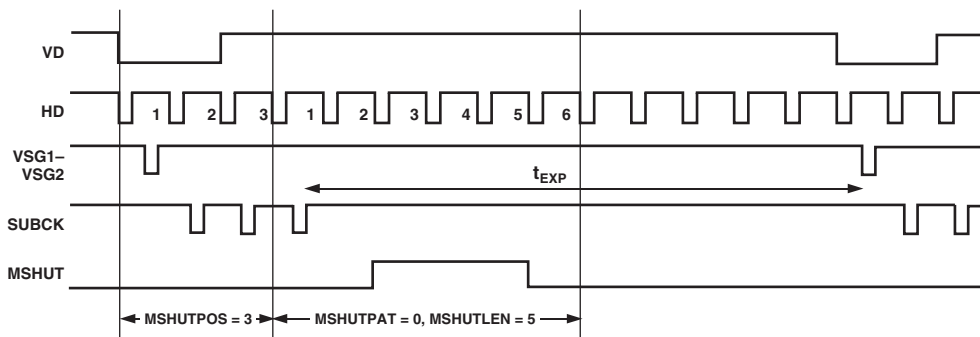 VD
HD 1 2 3 1 2 3 4 5 6
VSG1–
VSG2
tEXP
SUBCK
MSHUT
MSHUTPOS = 3 MSHUTPAT = 0, MSHUTLEN = 5